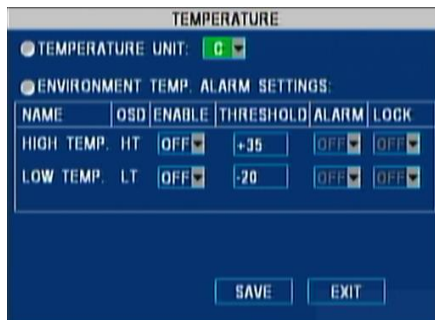 TEMPERATURE
TEMPERATURE UNIT: C
ENVIRONMENT TEMP. ALARM SETTINGS:
NAME OSD ENABLE THRESHOLD ALARM LOCK
HIGH TEMP. HT OFF +35 OFF OFF
LOW TEMP. LT OFF -20 OFF OFF
SAVE EXIT